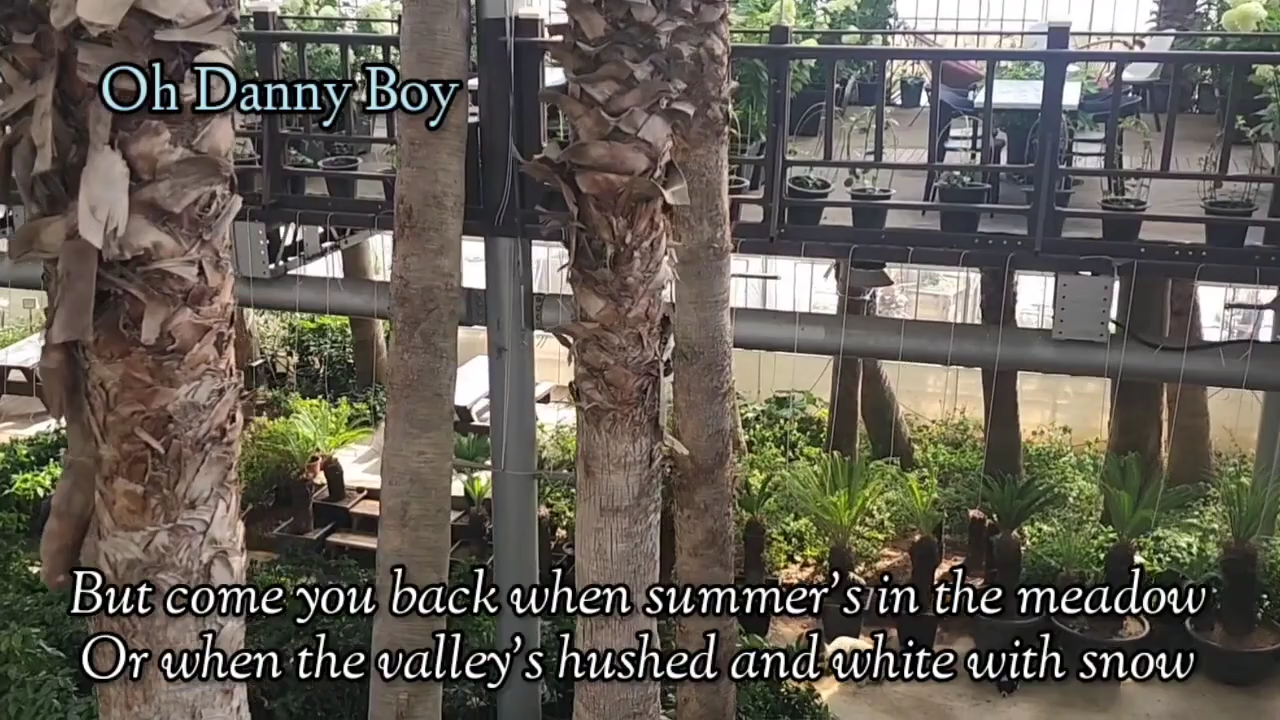 Oh Danny Boy
But come you back when summer's in the meadow
Or when the valley's hushed and white with snow